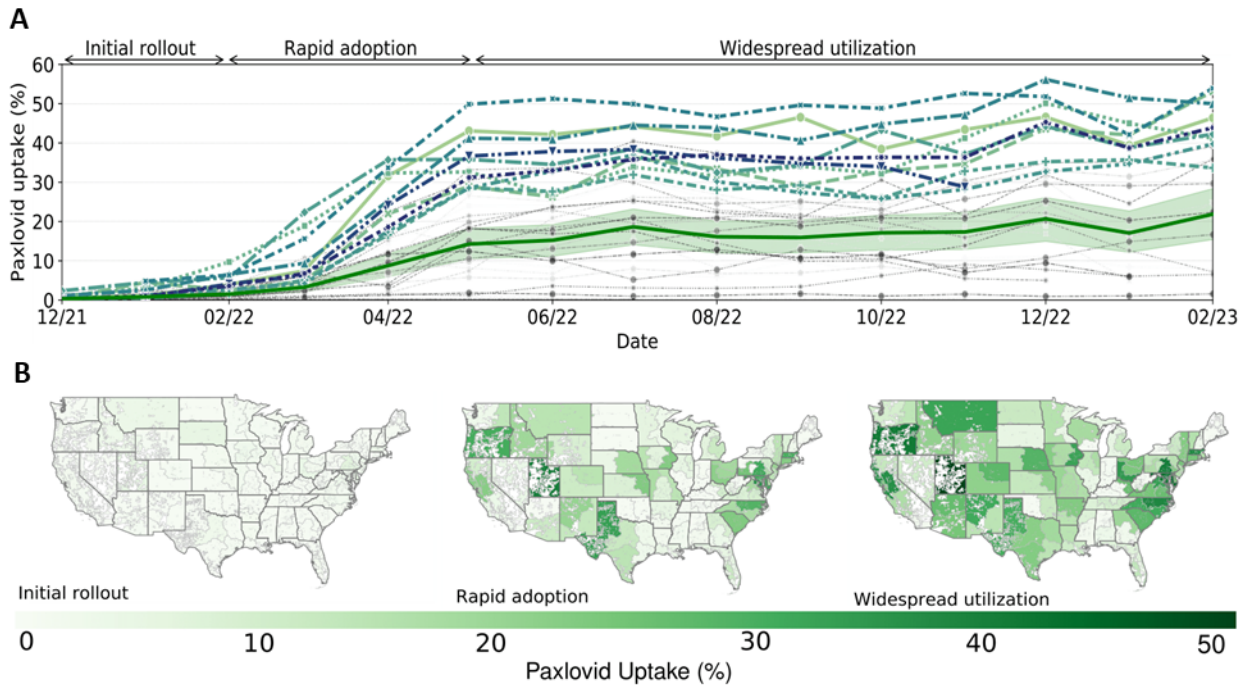 A
Initial rollout Rapid adoption Widespread utilization
60
50
40
30
20
10
0
Paxlovid uptake (%)
12/21 02/22 04/22 06/22 08/22 10/22 12/22 02/23
Date
B
Initial rollout Rapid adoption Widespread utilization
0 10 20 30 40 50
Paxlovid Uptake (%)